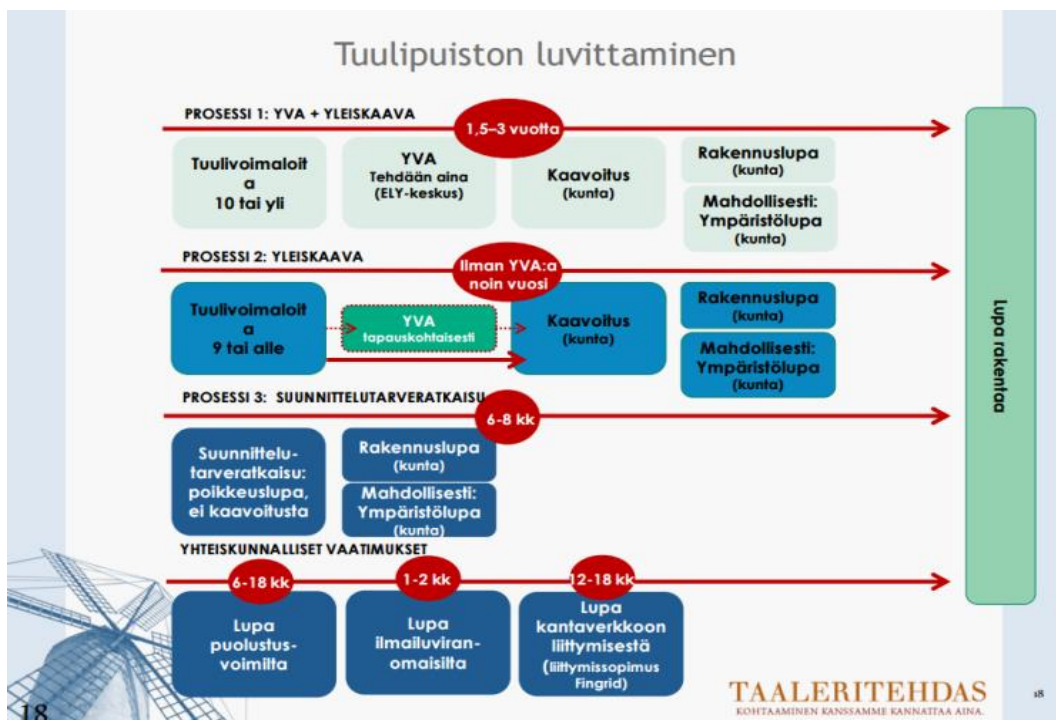 Tuulipuiston luvittaminen
PROSESSI 1: YVA + YLEISKAAVA
1,5–3 vuotta
Tuulivoimaloit
a
10 tai yli
YVA
Tehdään aina
(ELY-keskus)
Kaavoitus
(kunta)
Rakennuslupa
(kunta)
Mahdollisesti:
Ympäristölupa
(kunta)
PROSESSI 2: YLEISKAAVA
Ilman YVA:a
noin vuosi
Tuulivoimaloit
a
9 tai alle
YVA
tapauskohtaisesti
Kaavoitus
(kunta)
Rakennuslupa
(kunta)
Mahdollisesti:
Ympäristölupa
(kunta)
PROSESSI 3: SUUNNITTELUTARVERATKAISU
6-8 kk
Suunnittelu-
tarveratkaisu:
poikkeuslupa,
ei kaavoitusta
Rakennuslupa
(kunta)
Mahdollisesti:
Ympäristölupa
(kunta)
YHTEISKUNNALLISET VAATIMUKSET
6-18 kk
1-2 kk
12-18 kk
Lupa
puolustus-
voimilta
Lupa
ilmailuviran-
omaisilta
Lupa
kantaverkkoon
liittymisestä
(liittymissopimus
Fingrid)
Lupa rakentaa
TAALERITEHDAS
KOHTAAMINEN KANSSAMME KANNATTAA AINA.
18
18